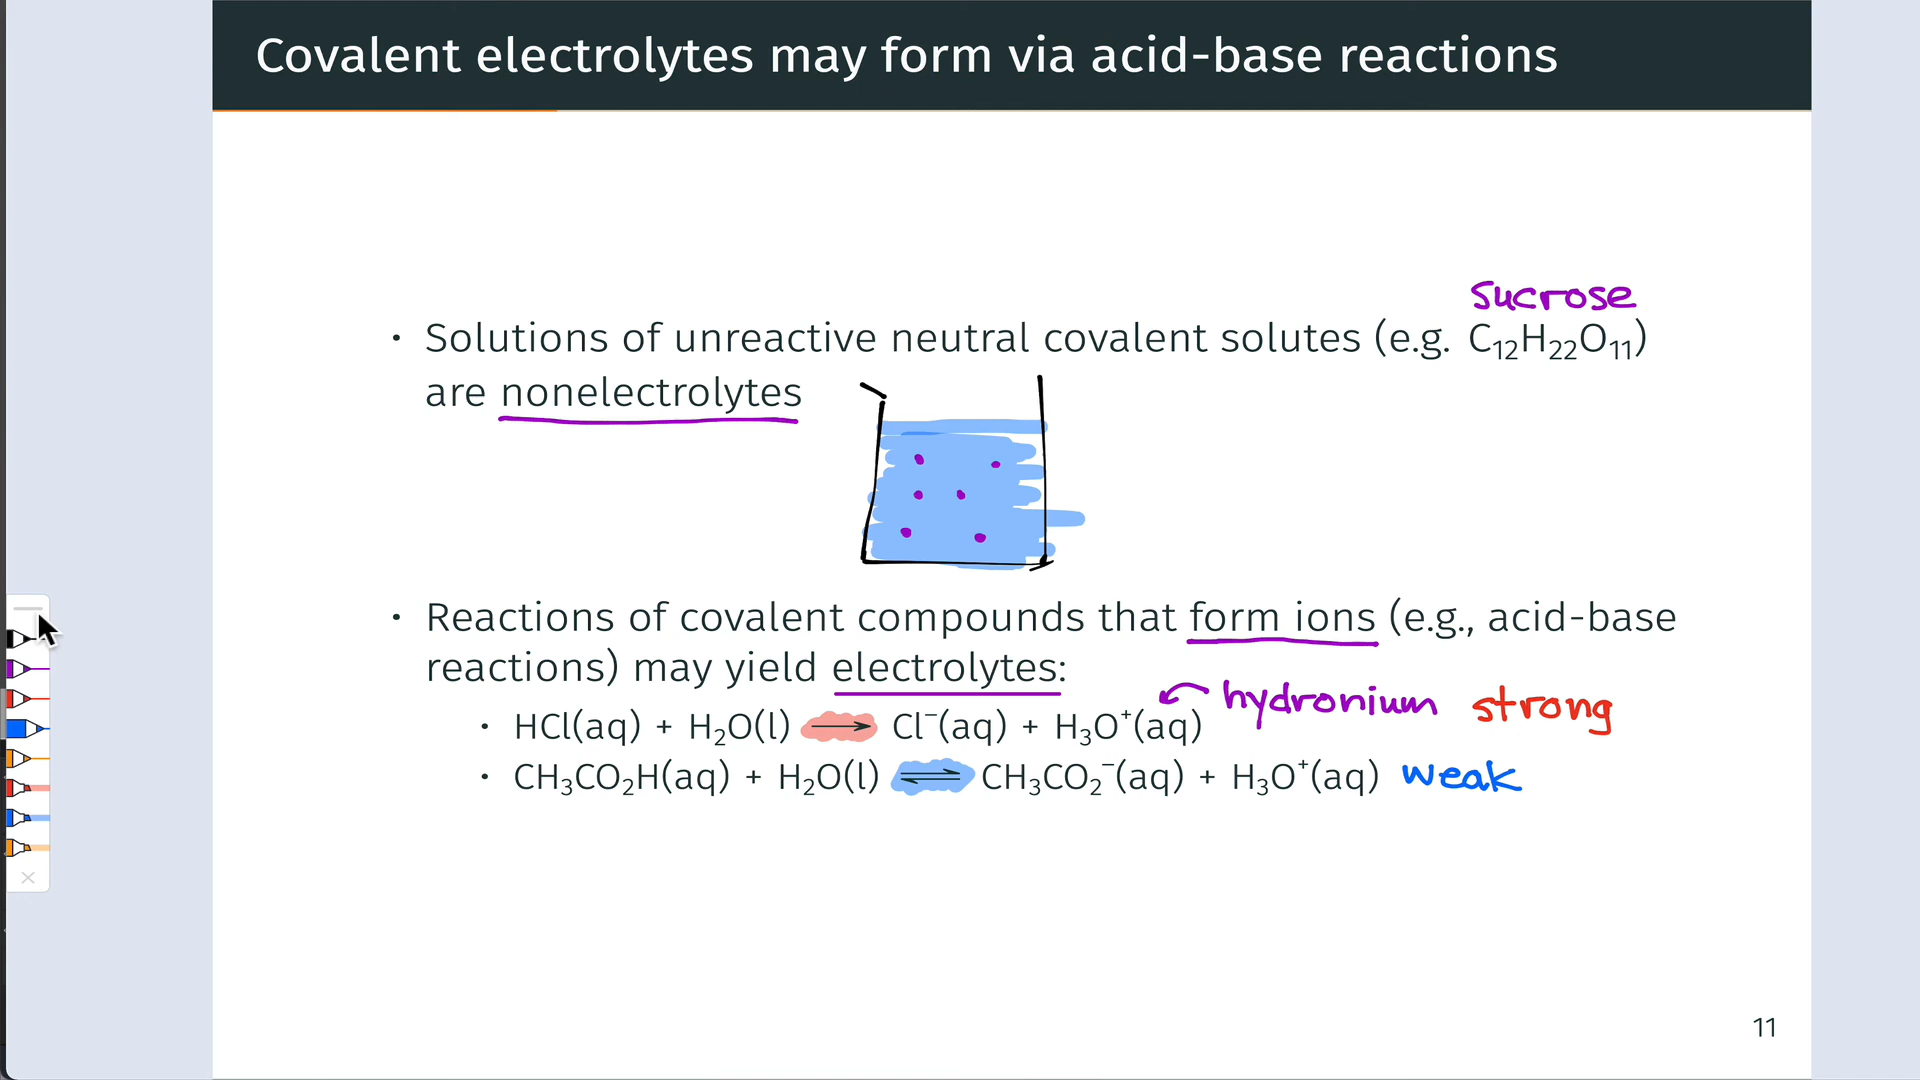 Covalent electrolytes may form via acid-base reactions
sucrose
• Solutions of unreactive neutral covalent solutes (e.g. C₁₂H₂₂O₁₁)
are nonelectrolytes
• Reactions of covalent compounds that form ions (e.g., acid-base
reactions) may yield electrolytes:
hydronium strong
• HCl(aq) + H₂O(l) ⟶ Cl⁻(aq) + H₃O⁺(aq)
• CH₃CO₂H(aq) + H₂O(l) ⇌ CH₃CO₂⁻(aq) + H₃O⁺(aq) weak
11